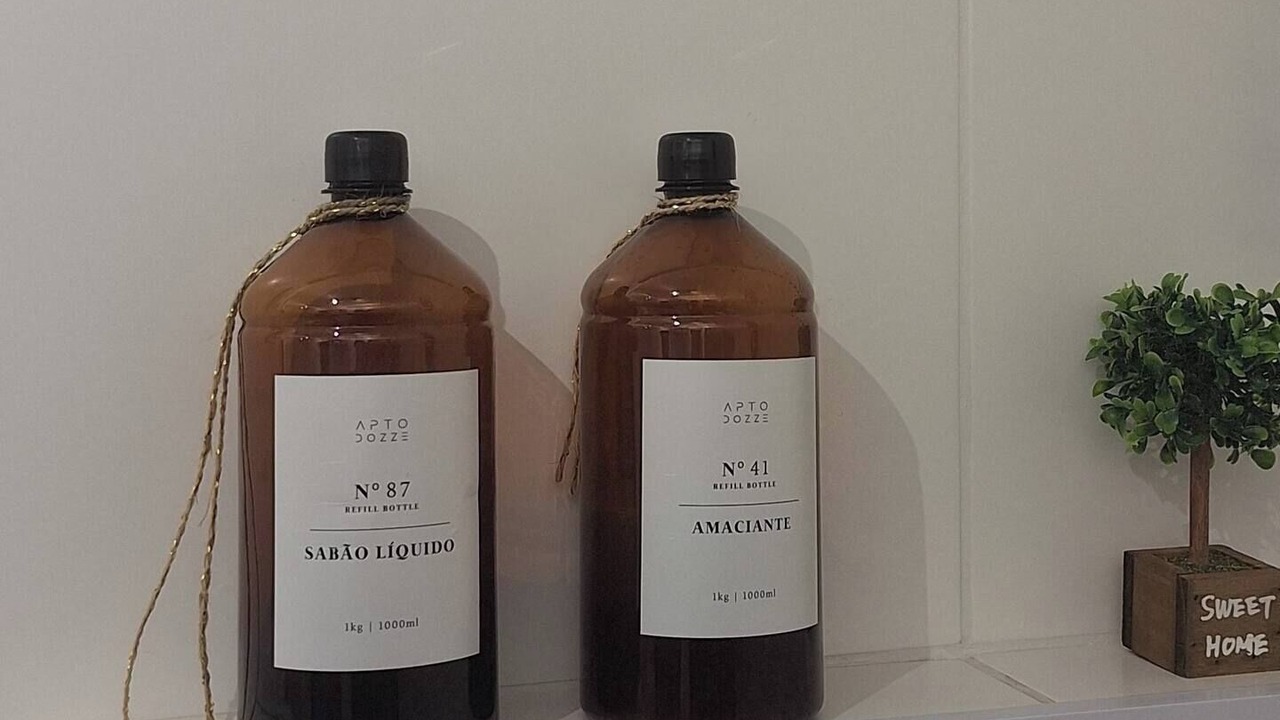 APTO
DOZZE
Nº 87
REFILL BOTTLE
SABÃO LÍQUIDO
1kg | 1000ml
APTO
DOZZE
Nº 41
REFILL BOTTLE
AMACIANTE
1kg | 1000ml
SWEET
HOME